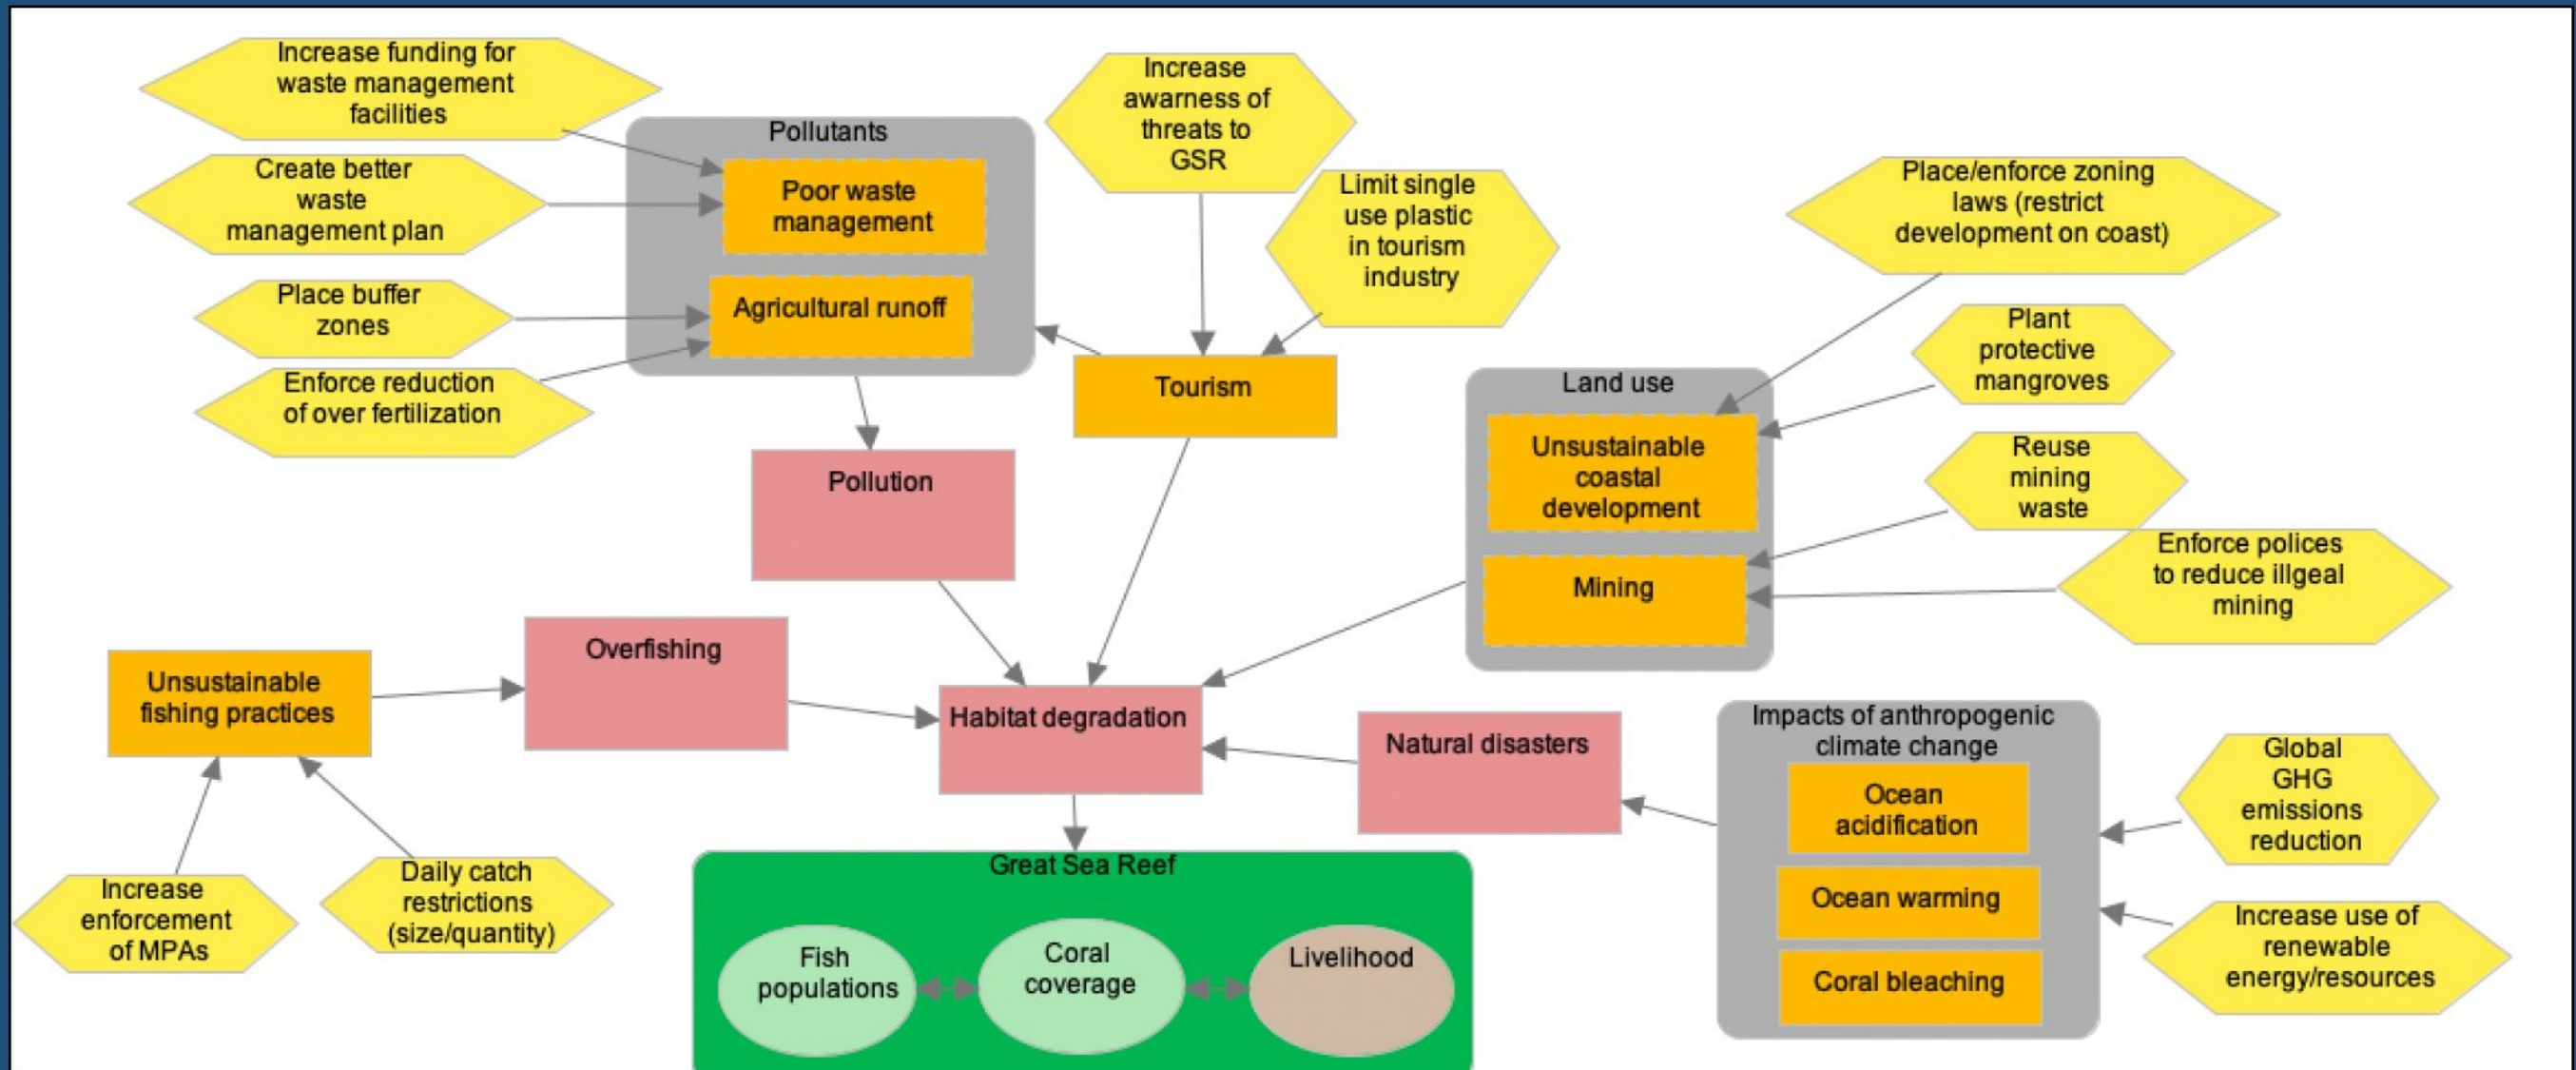 Increase funding for
waste management
facilities
Create better
waste
management plan
Place buffer
zones
Enforce reduction
of over fertilization
Pollutants
Poor waste
management
Agricultural runoff
Increase
awarness of
threats to
GSR
Limit single
use plastic
in tourism
industry
Tourism
Place/enforce zoning
laws (restrict
development on coast)
Plant
protective
mangroves
Reuse
mining
waste
Enforce polices
to reduce illgeal
mining
Land use
Unsustainable
coastal
development
Mining
Pollution
Overfishing
Unsustainable
fishing practices
Habitat degradation
Natural disasters
Impacts of anthropogenic
climate change
Ocean
acidification
Ocean warming
Coral bleaching
Global
GHG
emissions
reduction
Increase use of
renewable
energy/resources
Increase
enforcement
of MPAs
Daily catch
restrictions
(size/quantity)
Great Sea Reef
Fish
populations
Coral
coverage
Livelihood